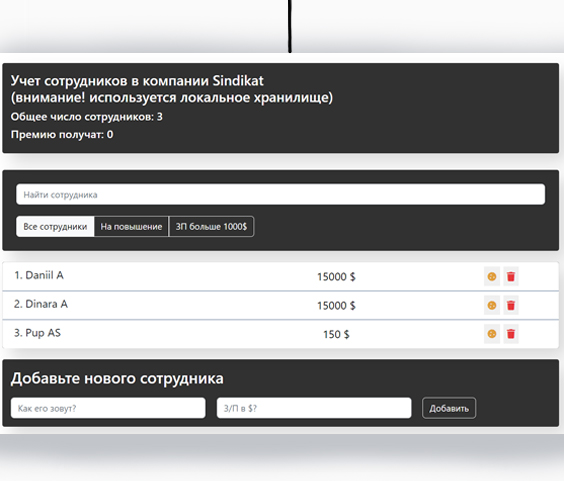 Учет сотрудников в компании Sindikat
(внимание! используется локальное хранилище)
Общее число сотрудников: 3
Премию получат: 0
Найти сотрудника
Все сотрудники На повышение ЗП больше 1000$
1. Daniil A 15000 $
2. Dinara A 15000 $
3. Pup AS 150 $
Добавьте нового сотрудника
Как его зовут? З/П в $? Добавить